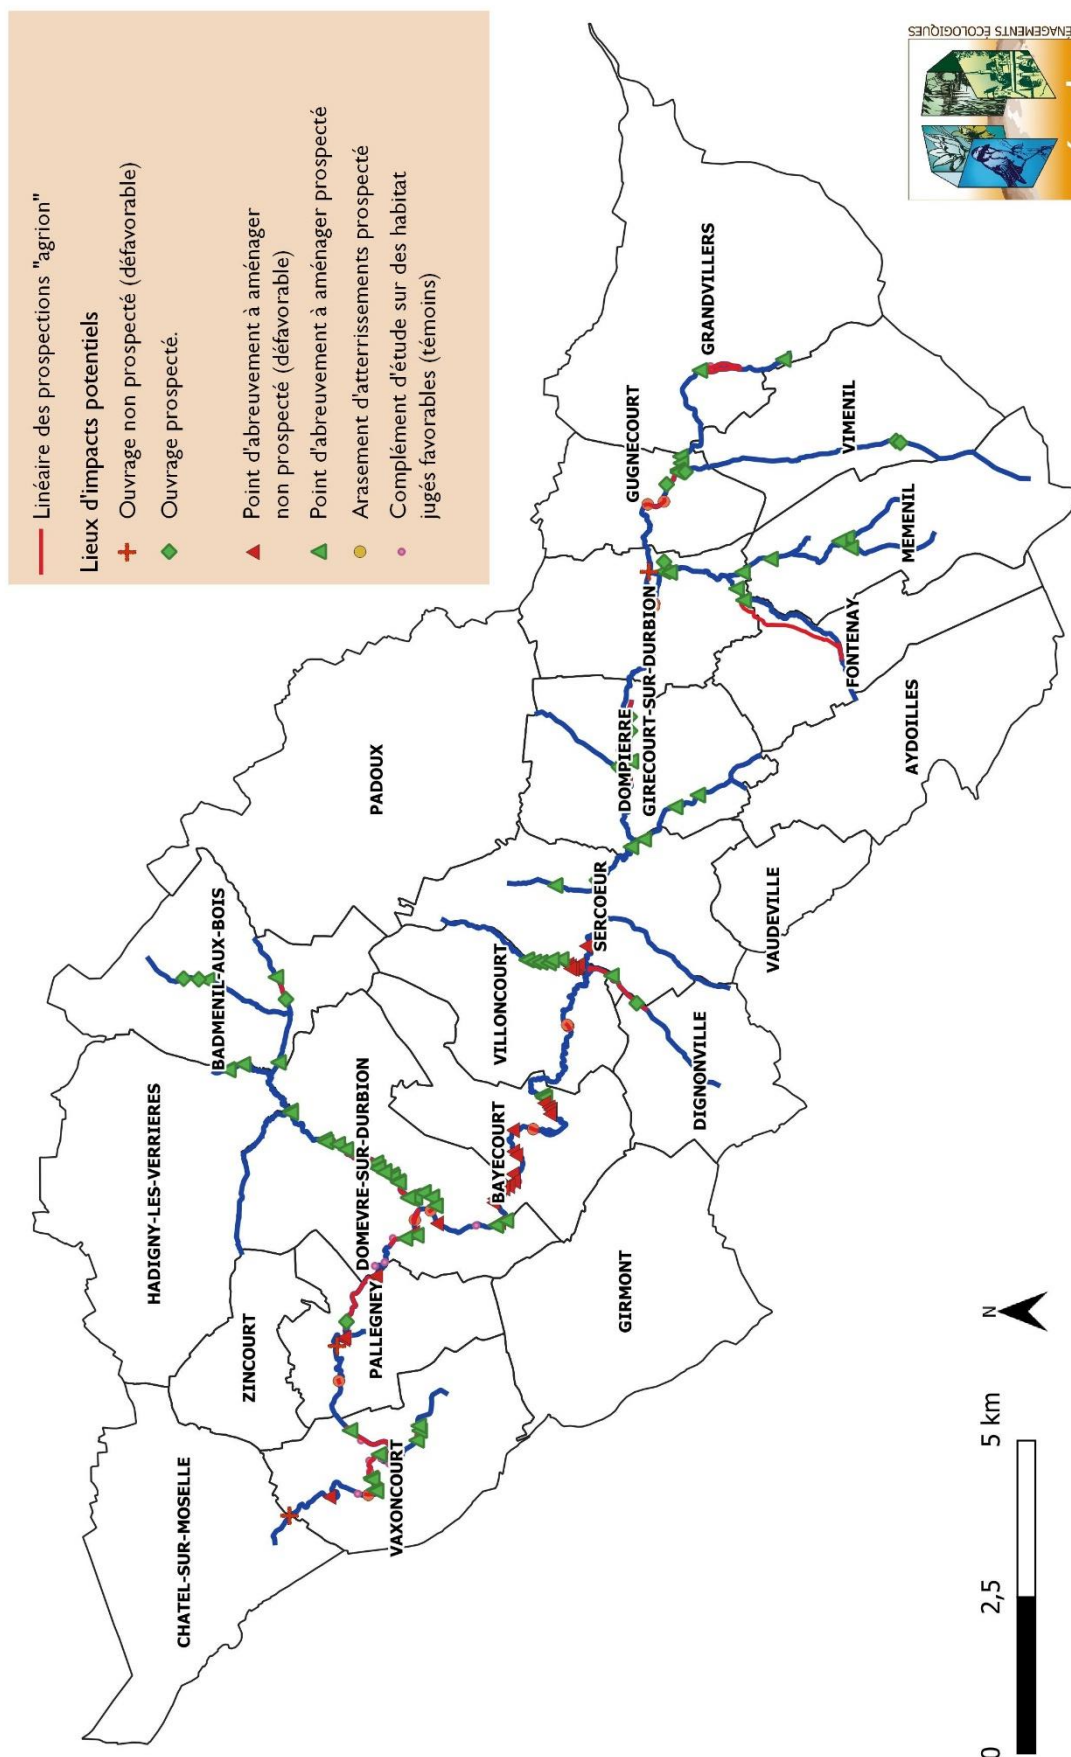 Linéaire des prospections "agrion"
Lieux d'impacts potentiels
Ouvrage non prospecté (défavorable)
Ouvrage prospecté.
Point d'abreuvement à aménager
non prospecté (défavorable)
Point d'abreuvement à aménager prospecté
Arasement d'atterrissements prospecté
Complément d'étude sur des habitat
jugés favorables (témoins)
CHATEL-SUR-MOSELLE
HADIGNY-LES-VERRIERES
BADMENIL-AUX-BOIS
ZINCOURT
PADOUX
DOMEVRE-SUR-DURBION
PALLEGNEY
VAXONCOURT
VILLONCOURT
BAYECOURT
SERCOEUR
DOMPIERRE
GIRECOURT-SUR-DURBION
GUGNECOURT
GRANDVILLERS
GIRMONT
DIGNONVILLE
VAUDEVILLE
AYDOILLES
FONTENAY
MEMENIL
VIMENIL
ÉNAGEMENTS ÉCOLOGIQUES
N
0 2,5 5 km